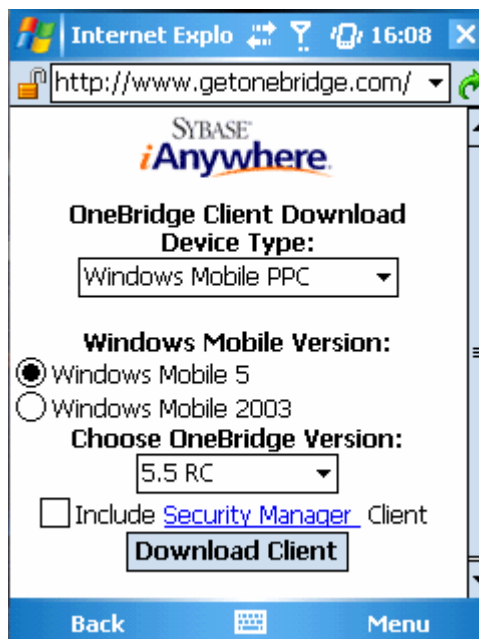 Internet Explo 16:08
http://www.getonebridge.com/
SYBASE
iAnywhere
OneBridge Client Download
Device Type:
Windows Mobile PPC
Windows Mobile Version:
Windows Mobile 5
Windows Mobile 2003
Choose OneBridge Version:
5.5 RC
Include Security Manager Client
Download Client
Back Menu